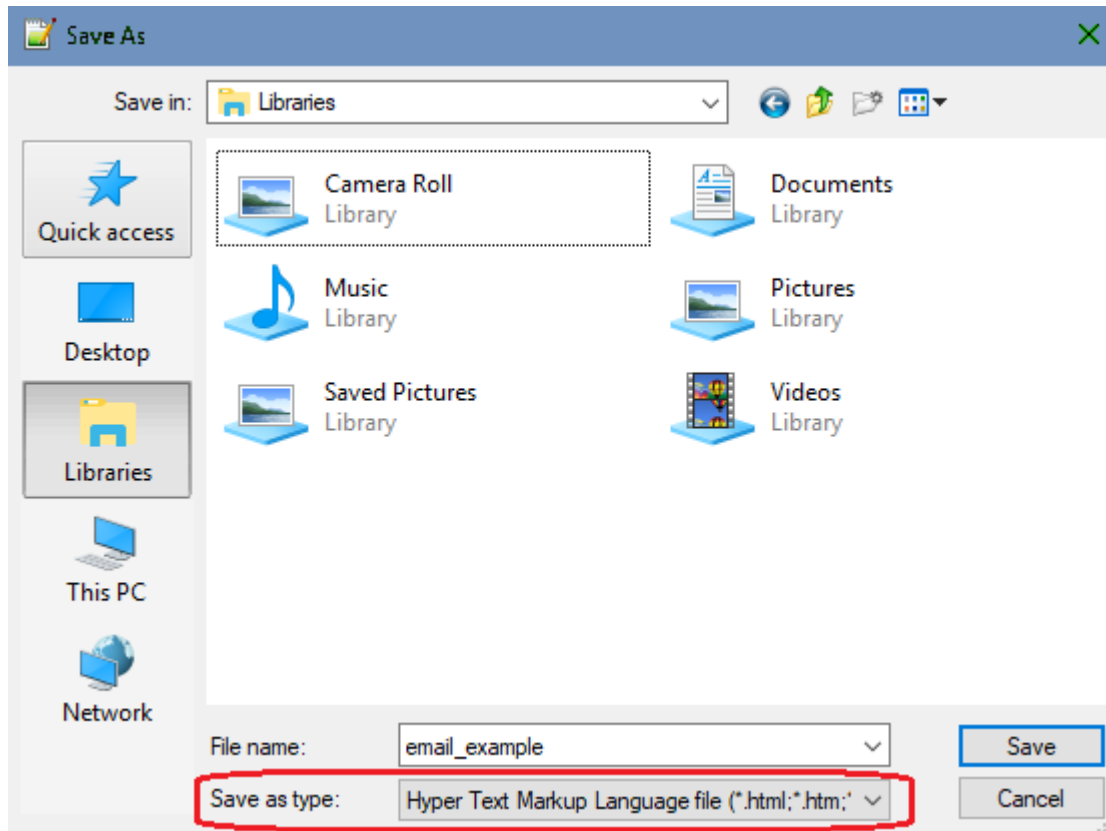 Save As
Save in:
Libraries
Quick access
Desktop
Libraries
This PC
Network
Camera Roll
Library
Documents
Library
Music
Library
Pictures
Library
Saved Pictures
Library
Videos
Library
File name:
email_example
Save
Save as type:
Hyper Text Markup Language file (*.html;*.htm;*
Cancel